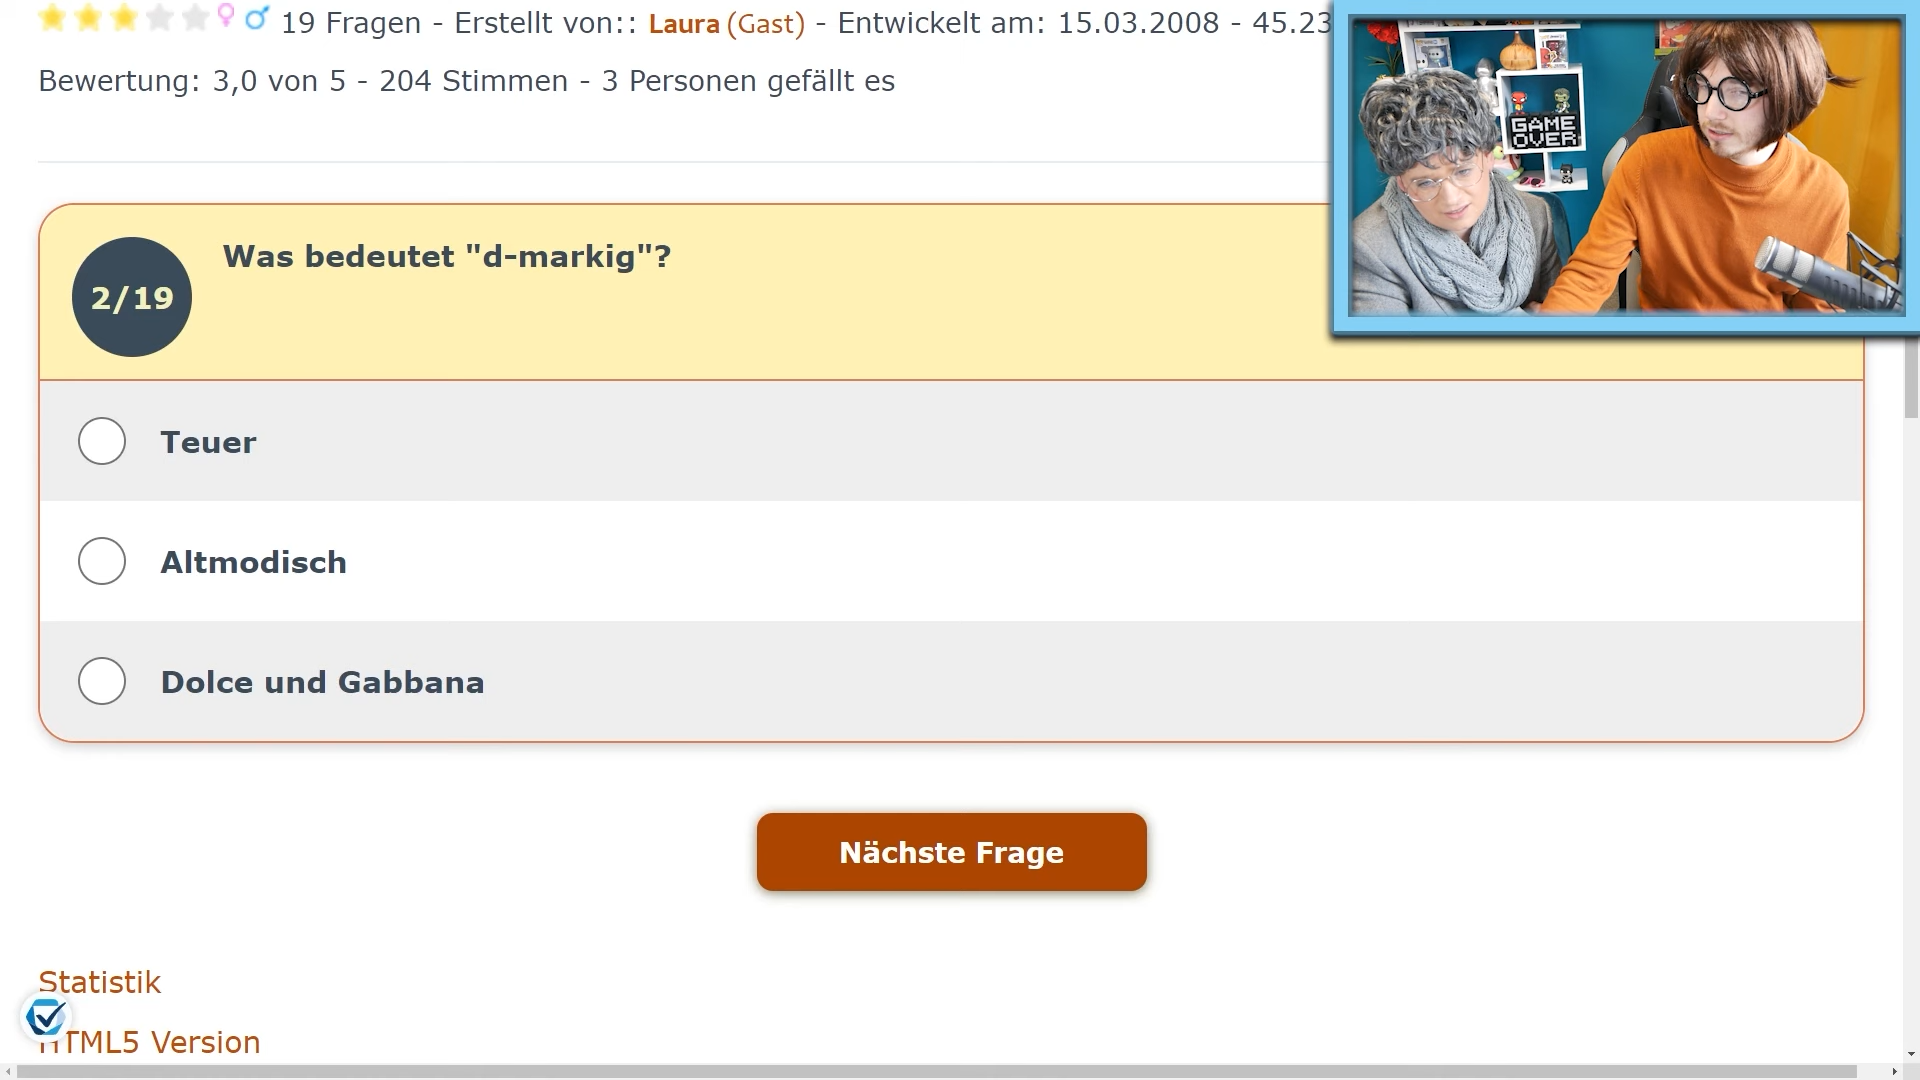 19 Fragen - Erstellt von:: Laura (Gast) - Entwickelt am: 15.03.2008 - 45.23
Bewertung: 3,0 von 5 - 204 Stimmen - 3 Personen gefällt es
GAME
OVER
2/19
Was bedeutet "d-markig"?
Teuer
Altmodisch
Dolce und Gabbana
Nächste Frage
Statistik
HTML5 Version